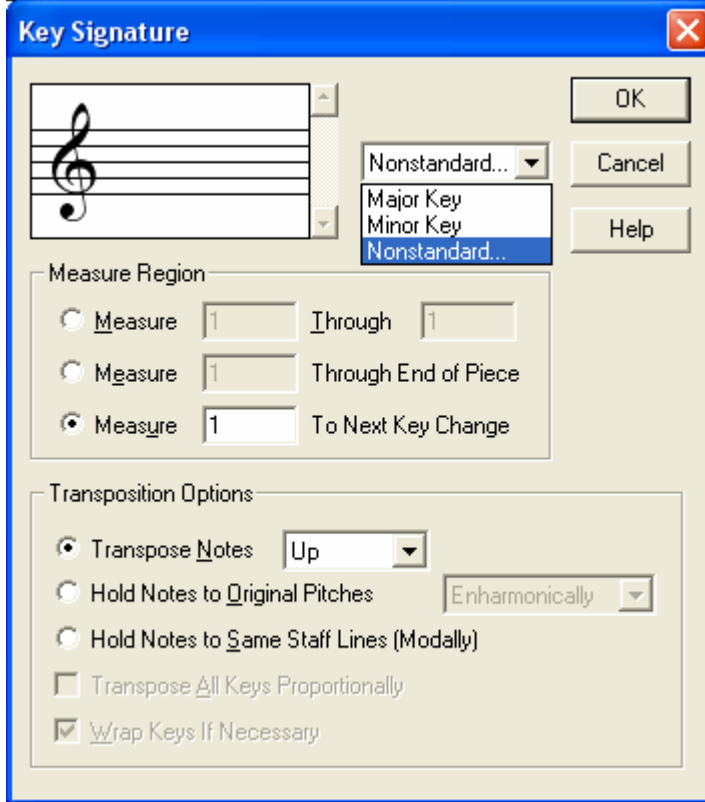 Key Signature
OK
Nonstandard...
Cancel
Major Key
Minor Key
Nonstandard...
Help
Measure Region
Measure 1 Through 1
Measure 1 Through End of Piece
Measure 1 To Next Key Change
Transposition Options
Transpose Notes Up
Hold Notes to Original Pitches Enharmonically
Hold Notes to Same Staff Lines (Modally)
Transpose All Keys Proportionally
Wrap Keys If Necessary